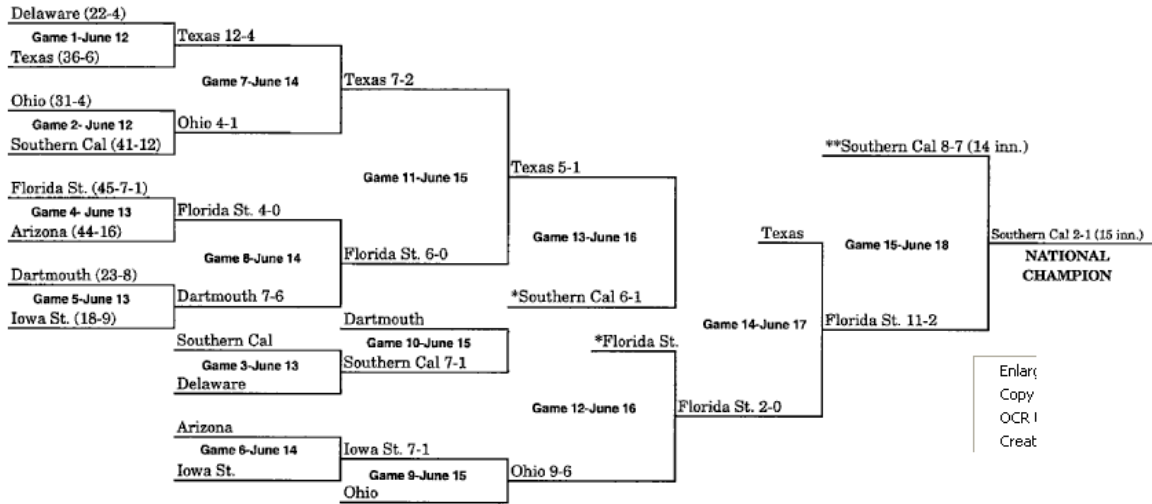 Delaware (22-4)
Game 1-June 12
Texas (36-6)
Texas 12-4
Game 7-June 14
Texas 7-2
Ohio (31-4)
Game 2- June 12
Southern Cal (41-12)
Ohio 4-1
Game 11-June 15
Texas 5-1
Florida St. (45-7-1)
Game 4- June 13
Arizona (44-16)
Florida St. 4-0
Game 8-June 14
Florida St. 6-0
Dartmouth (23-8)
Game 5-June 13
Iowa St. (18-9)
Dartmouth 7-6
Game 13-June 16
*Southern Cal 6-1
Southern Cal
Game 3-June 13
Delaware
Dartmouth
Game 10-June 15
Southern Cal 7-1
*Florida St.
Game 12-June 16
Florida St. 2-0
Arizona
Game 6-June 14
Iowa St.
Iowa St. 7-1
Game 9-June 15
Ohio
Ohio 9-6
Texas
Game 14-June 17
Florida St. 11-2
**Southern Cal 8-7 (14 inn.)
Game 15-June 18
Southern Cal 2-1 (15 inn.)
NATIONAL
CHAMPION
Enlarg
Copy
OCR
Creat